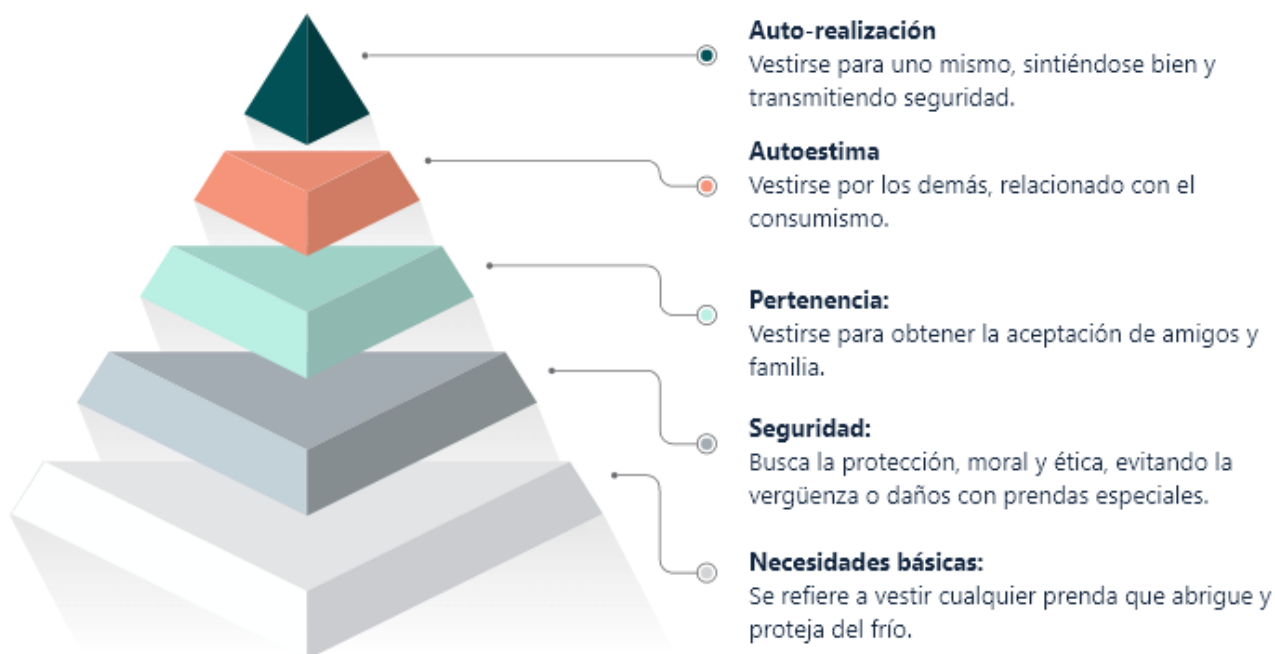 Auto-realización
Vestirse para uno mismo, sintiéndose bien y
transmitiendo seguridad.
Autoestima
Vestirse por los demás, relacionado con el
consumismo.
Pertenencia:
Vestirse para obtener la aceptación de amigos y
familia.
Seguridad:
Busca la protección, moral y ética, evitando la
vergüenza o daños con prendas especiales.
Necesidades básicas:
Se refiere a vestir cualquier prenda que abrigue y
proteja del frío.